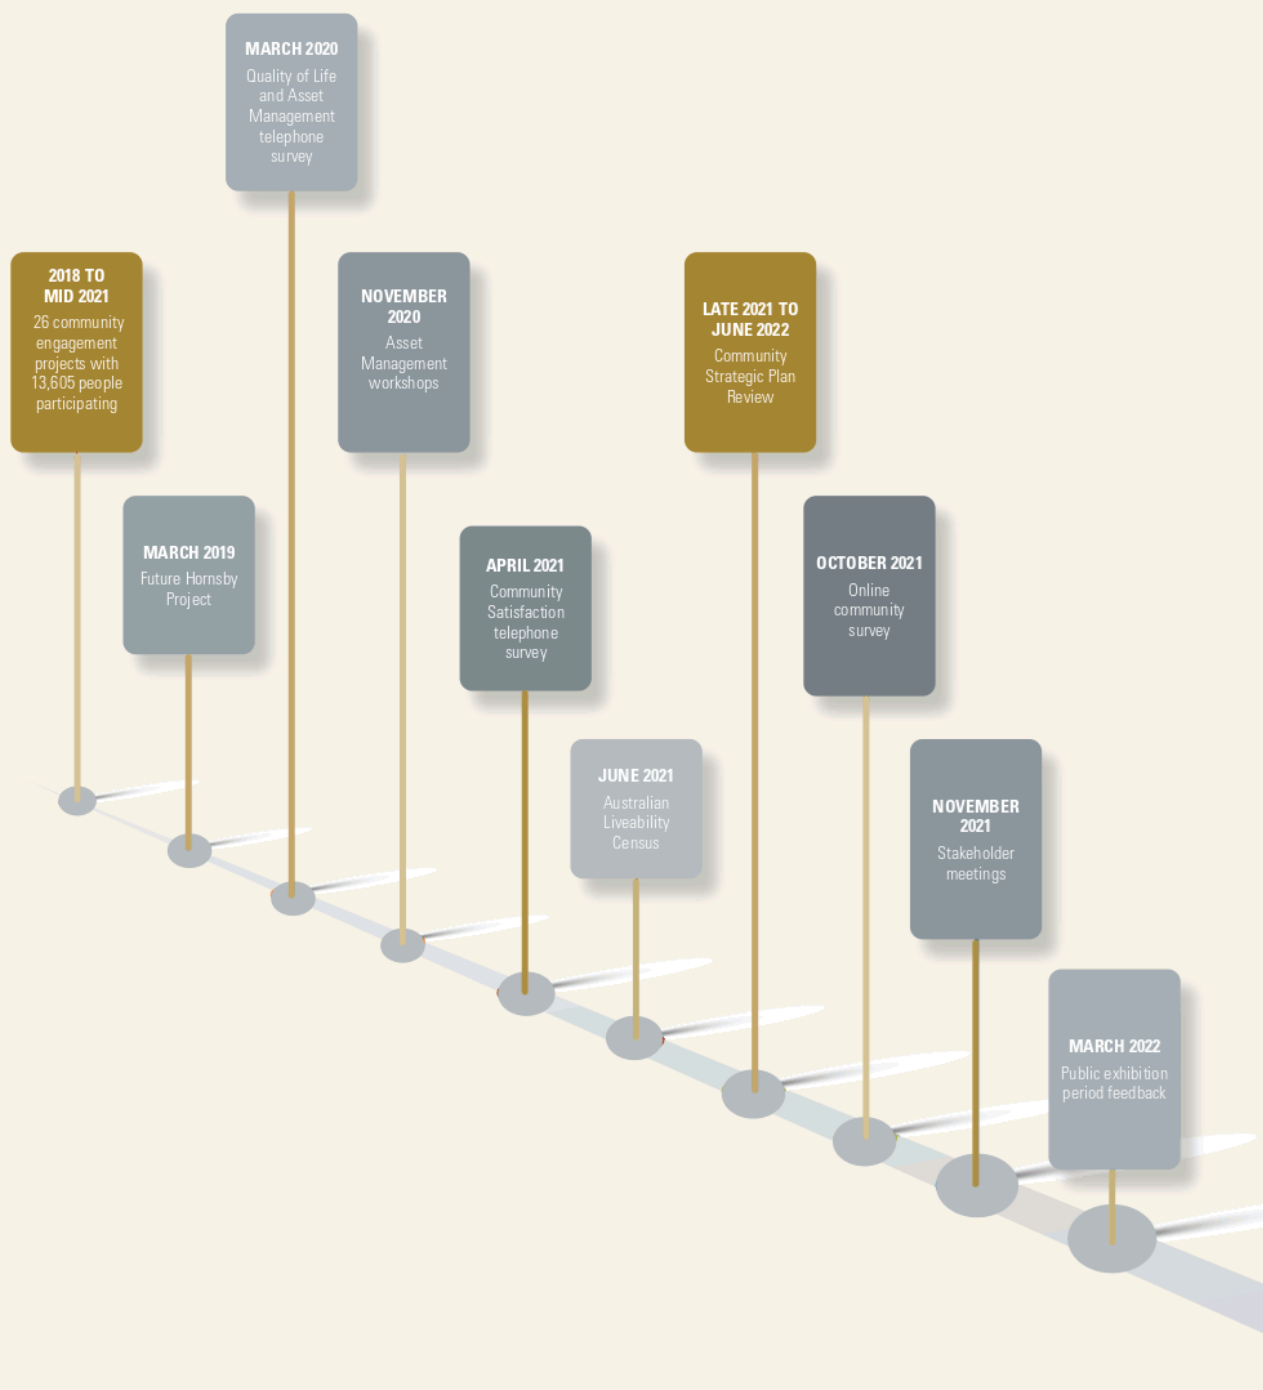 MARCH 2020
Quality of Life
and Asset
Management
telephone
survey
2018 TO
MID 2021
26 community
engagement
projects with
13,605 people
participating
NOVEMBER
2020
Asset
Management
workshops
LATE 2021 TO
JUNE 2022
Community
Strategic Plan
Review
MARCH 2019
Future Hornsby
Project
APRIL 2021
Community
Satisfaction
telephone
survey
OCTOBER 2021
Online
community
survey
JUNE 2021
Australian
Liveability
Census
NOVEMBER
2021
Stakeholder
meetings
MARCH 2022
Public exhibition
period feedback